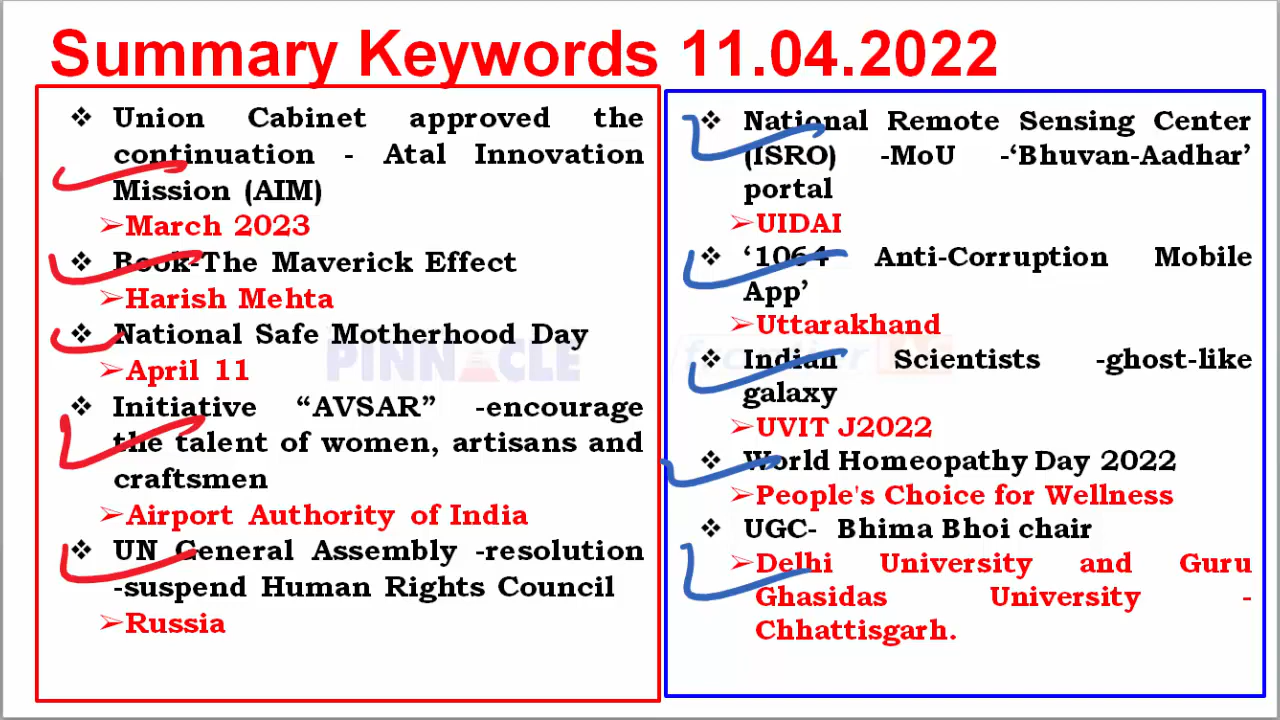 Summary Keywords 11.04.2022
❖ Union Cabinet approved the
continuation - Atal Innovation
Mission (AIM)
➢March 2023
❖ Book-The Maverick Effect
➢Harish Mehta
❖ National Safe Motherhood Day
➢April 11
❖ Initiative “AVSAR” -encourage
the talent of women, artisans and
craftsmen
➢Airport Authority of India
❖ UN General Assembly -resolution
-suspend Human Rights Council
➢Russia
PINNACLE
❖ National Remote Sensing Center
(ISRO) -MoU -‘Bhuvan-Aadhar’
portal
➢UIDAI
❖ ‘1064 Anti-Corruption Mobile
App’
➢Uttarakhand
❖ Indian Scientists -ghost-like
galaxy
➢UVIT J2022
❖ World Homeopathy Day 2022
➢People's Choice for Wellness
❖ UGC- Bhima Bhoi chair
➢Delhi University and Guru
Ghasidas University -
Chhattisgarh.